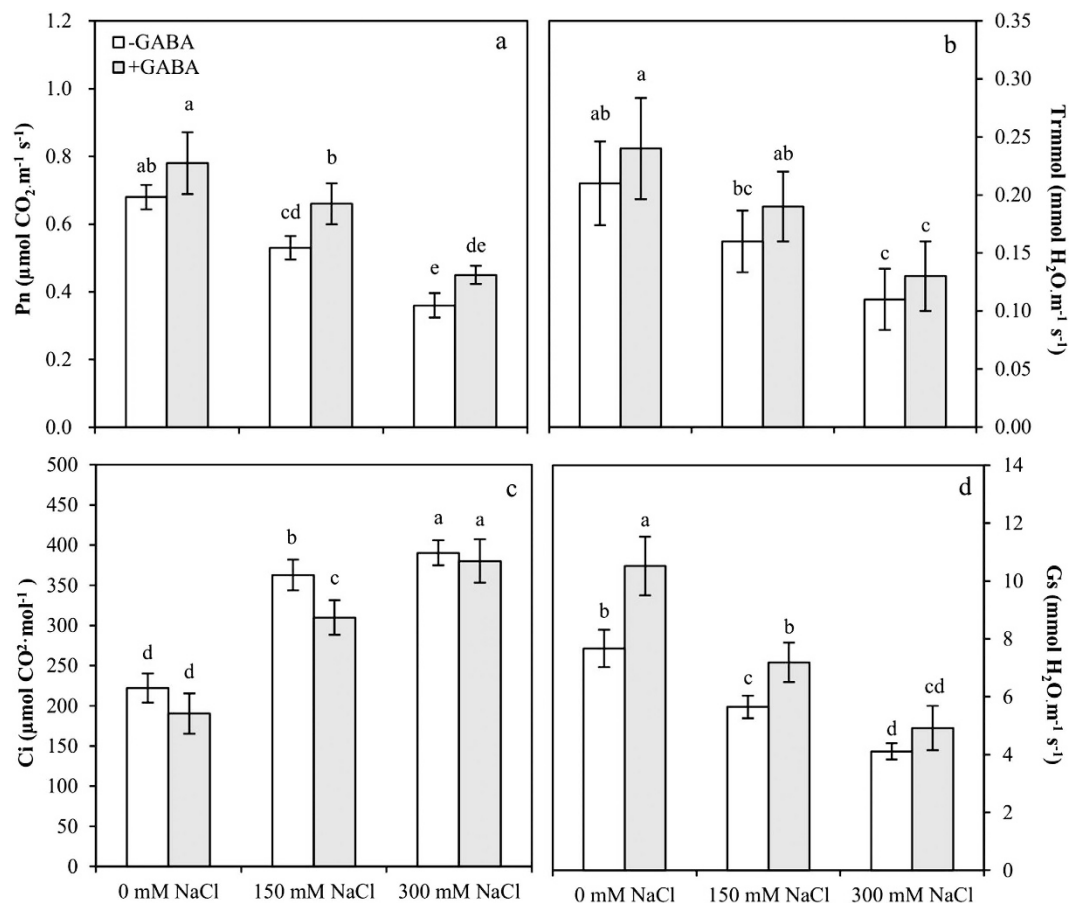 1.2
1.0
0.8
0.6
0.4
0.2
0.0
Pn (µmol CO₂.m⁻¹ s⁻¹)
-GABA
+GABA
a
ab
a
cd
b
e
de
b
ab
a
bc
ab
c
c
0.35
0.30
0.25
0.20
0.15
0.10
0.05
0.00
Trmmol (mmol H₂O.m⁻¹ s⁻¹)
500
450
400
350
300
250
200
150
100
50
0
Ci (µmol CO²·mol⁻¹ )
c
d
d
b
c
a
a
0 mM NaCl
150 mM NaCl
300 mM NaCl
d
b
a
c
b
d
cd
14
12
10
8
6
4
2
0
Gs (mmol H₂O.m⁻¹ s⁻¹)
0 mM NaCl
150 mM NaCl
300 mM NaCl